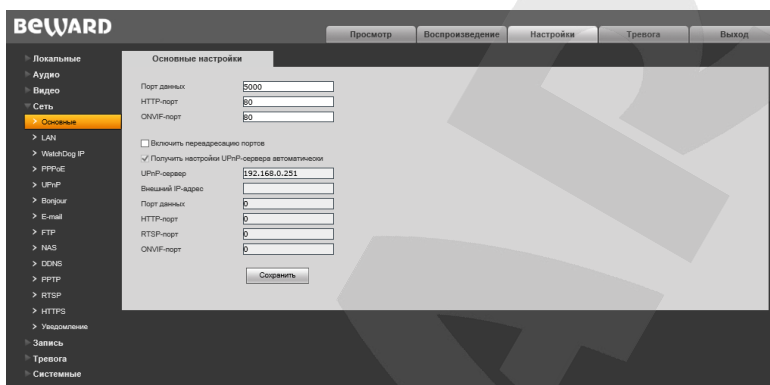 BEWARD
Просмотр Воспроизведение Настройки Тревога Выход
Локальные
Аудио
Видео
Сеть
Основные
LAN
WatchDog IP
PPPoE
UPnP
Bonjour
E-mail
FTP
NAS
DDNS
PPTP
RTSP
HTTPS
Уведомление
Запись
Тревога
Системные
Основные настройки
Порт данных 5000
HTTP-порт 80
ONVIF-порт 80
Включить переадресацию портов
Получить настройки UPnP-сервера автоматически
UPnP-сервер 192.168.0.251
Внешний IP-адрес
Порт данных 0
HTTP-порт 0
RTSP-порт 0
ONVIF-порт 0
Сохранить